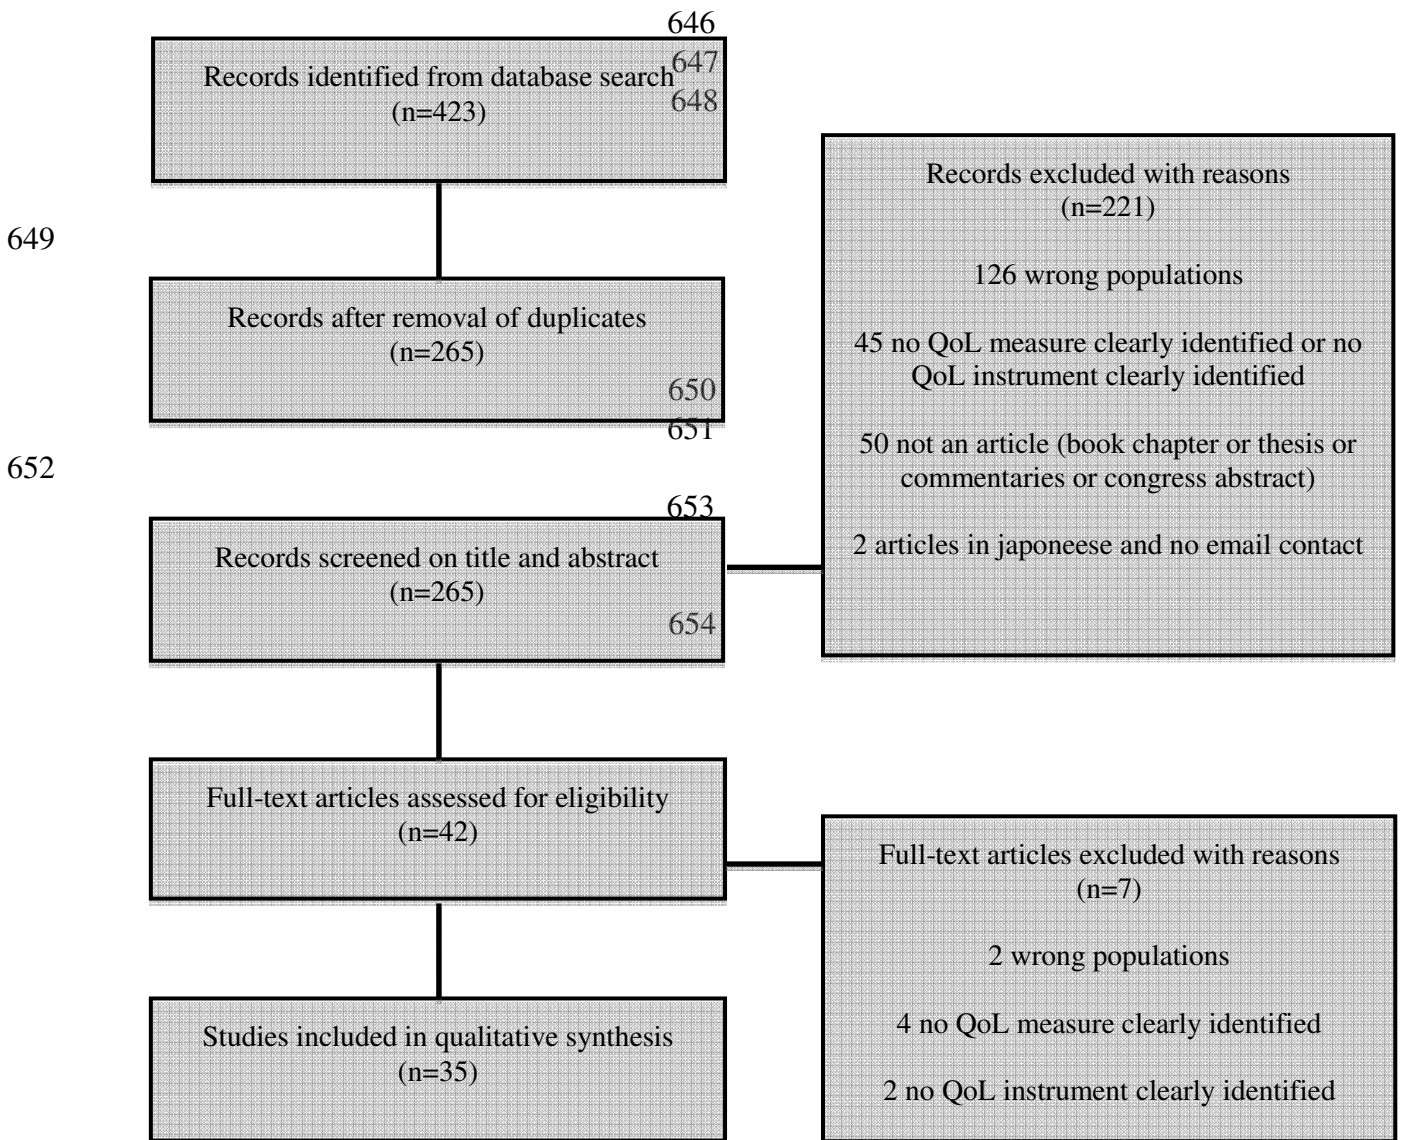 646
647
648
Records identified from database search
(n=423)
649
Records after removal of duplicates
(n=265)
650
651
652
653
Records screened on title and abstract
(n=265)
654
Records excluded with reasons
(n=221)
126 wrong populations
45 no QoL measure clearly identified or no
QoL instrument clearly identified
50 not an article (book chapter or thesis or
commentaries or congress abstract)
2 articles in japoneese and no email contact
Full-text articles assessed for eligibility
(n=42)
Full-text articles excluded with reasons
(n=7)
2 wrong populations
4 no QoL measure clearly identified
2 no QoL instrument clearly identified
Studies included in qualitative synthesis
(n=35)